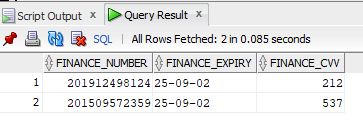 Script Output × Query Result ×
SQL | All Rows Fetched: 2 in 0.085 seconds
FINANCE_NUMBER FINANCE_EXPIRY FINANCE_CVV
1 201912498124 25-09-02 212
2 201509572359 25-09-02 537